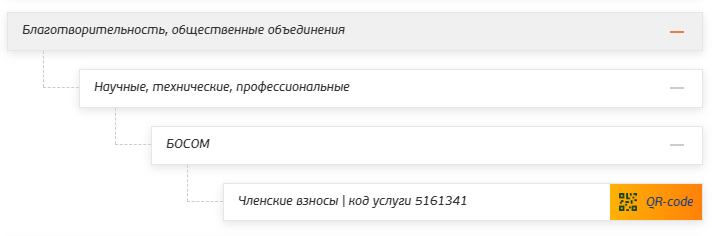 Благотворительность, общественные объединения
Научные, технические, профессиональные
БОСОМ
Членские взносы | код услуги 5161341 QR-code